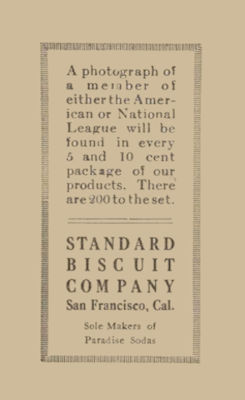 A photograph of
a member of
either the Amer-
ican or National
League will be
found in every
5 and 10 cent
package of our
products. There
are 200 to the set.
STANDARD
BISCUIT
COMPANY
San Francisco, Cal.
Sole Makers of
Paradise Sodas